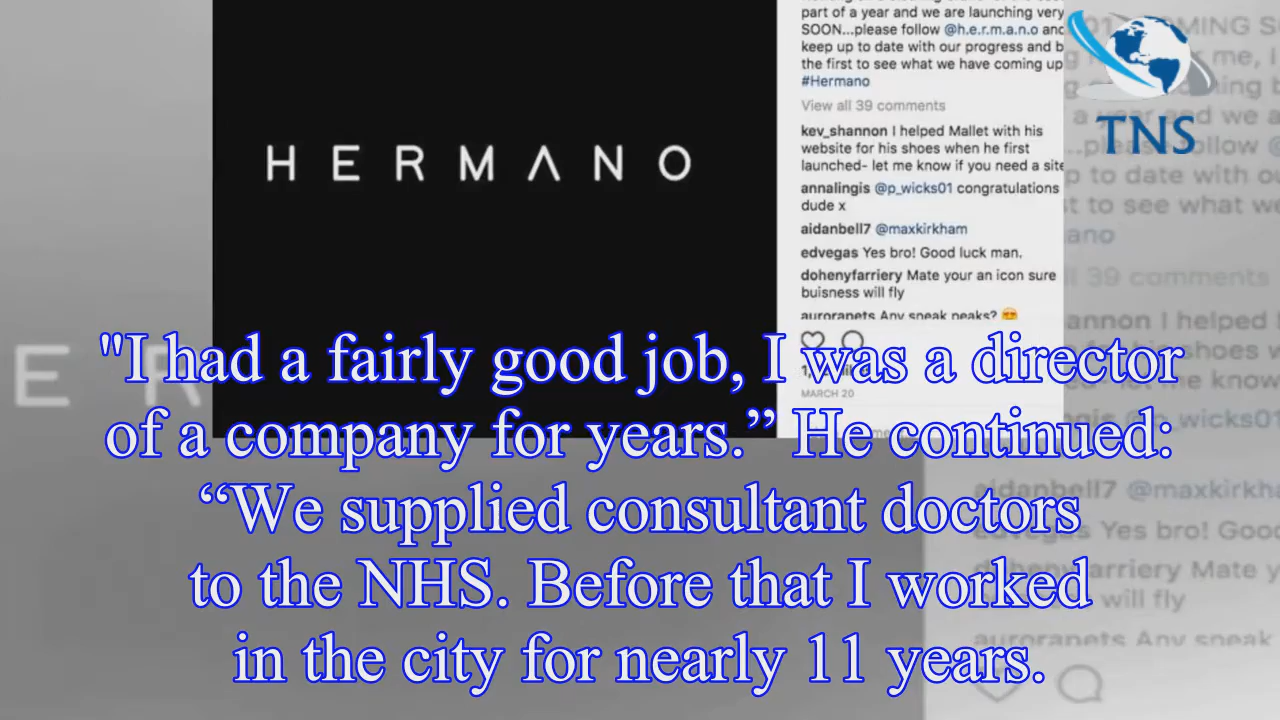 part of a year and we are launching very
SOON...please follow @h.e.r.m.a.n.o and
keep up to date with our progress and b
the first to see what we have coming up
#Hermano
View all 39 comments
kev_shannon I helped Mallet with his
website for his shoes when he first
launched- let me know if you need a site
annalingis @p_wicks01 congratulations
dude x
aidanbell7 @maxkirkham
edvegas Yes bro! Good luck man.
dohenyfarriery Mate your an icon sure
buisness will fly
aurorapets Any sneak peaks? 😍
MARCH 20
HERMANO
TNS
"I had a fairly good job, I was a director
of a company for years.” He continued:
“We supplied consultant doctors
to the NHS. Before that I worked
in the city for nearly 11 years.